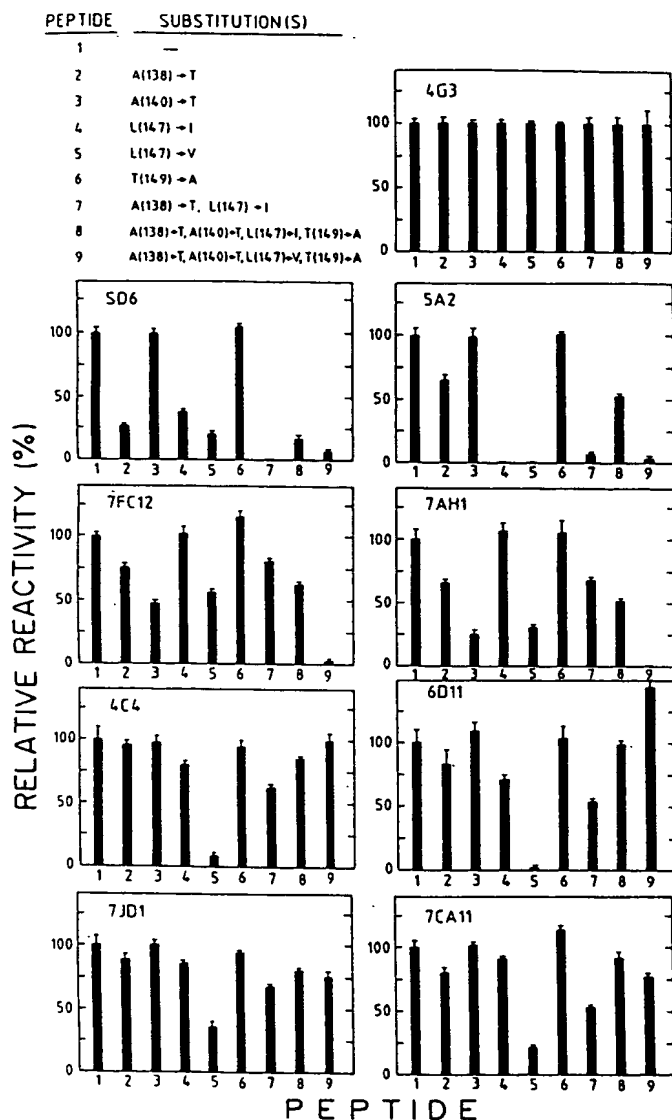 PEPTIDE SUBSTITUTION(S)
1 —
2 A(138)→T
3 A(140)→T
4 L(147)→I
5 L(147)→V
6 T(149)→A
7 A(138)→T, L(147)→I
8 A(138)→T, A(140)→T, L(147)→I, T(149)→A
9 A(138)→T, A(140)→T, L(147)→V, T(149)→A
4G3
100
50
0
1 2 3 4 5 6 7 8 9
SD6
100
50
0
1 2 3 4 5 6 7 8 9
5A2
100
50
0
1 2 3 4 5 6 7 8 9
7FC12
100
50
0
1 2 3 4 5 6 7 8 9
7AH1
100
50
0
1 2 3 4 5 6 7 8 9
4C4
100
50
0
1 2 3 4 5 6 7 8 9
6D11
100
50
0
1 2 3 4 5 6 7 8 9
7JD1
100
50
0
1 2 3 4 5 6 7 8 9
7CA11
100
50
0
1 2 3 4 5 6 7 8 9
RELATIVE REACTIVITY (%)
PEPTIDE